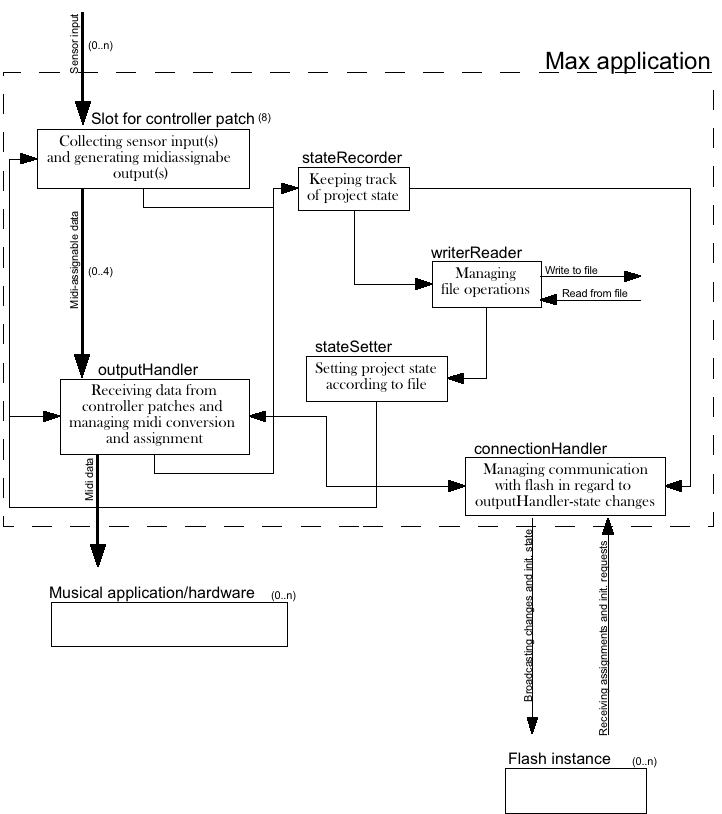 Sensor input
(0..n)
Max application
Slot for controller patch (8)
Collecting sensor input(s)
and generating midiassignabe
output(s)
stateRecorder
Keeping track
of project state
Midi-assignable data
(0..4)
writerReader
Managing
file operations
Write to file
Read from file
stateSetter
Setting project state
according to file
outputHandler
Receiving data from
controller patches and
managing midi conversion
and assignment
connectionHandler
Managing communication
with flash in regard to
outputHandler-state changes
Midi data
Broadcasting changes and init. state
Receiving assignments and init. requests
Musical application/hardware (0..n)
Flash instance (0..n)